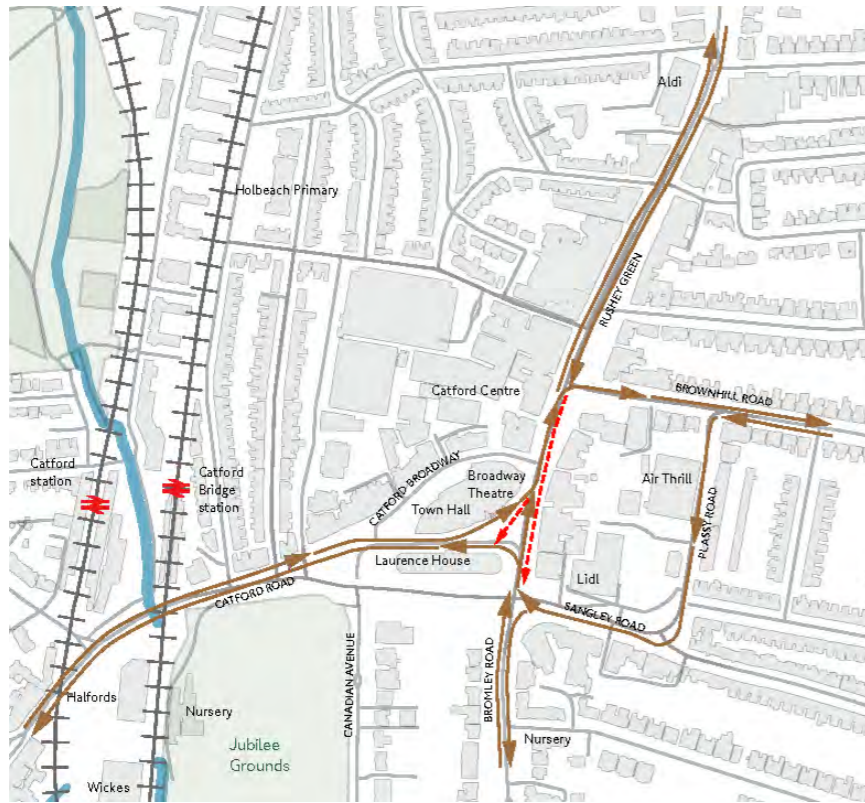 Aldi
Holbeach Primary
RUSHEY GREEN
Catford Centre
BROWNHILL ROAD
Catford
station
Catford
Bridge
station
CATFORD BROADWAY
Broadway
Theatre
Town Hall
Air Thrill
PLASSY ROAD
Laurence House
Lidl
CATFORD ROAD
SANGLEY ROAD
CANADIAN AVENUE
BROMLEY ROAD
Halfords
Nursery
Nursery
Jubilee
Grounds
Wickes